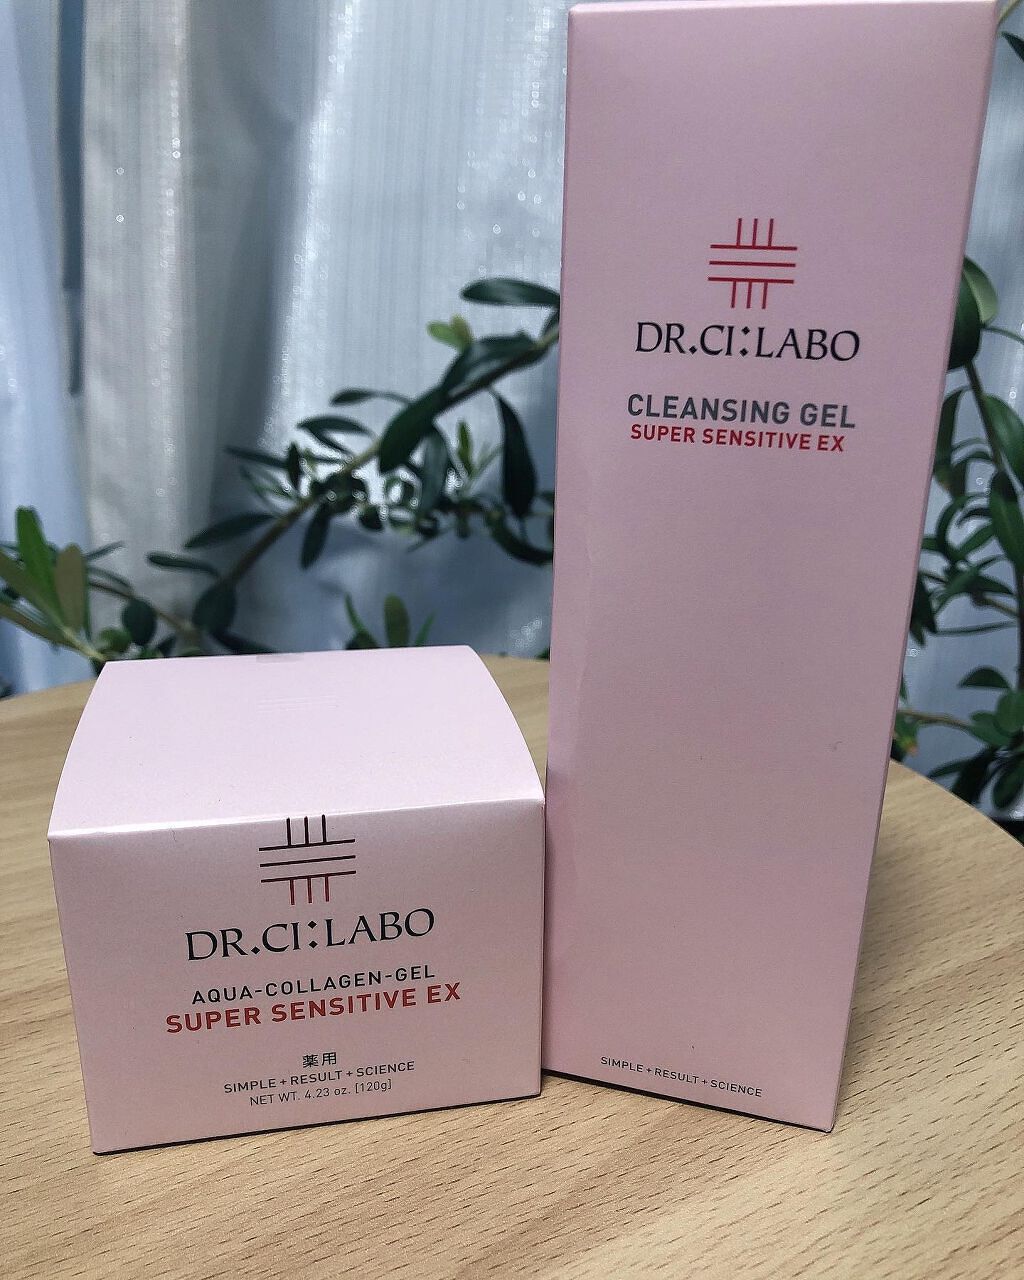 DR.CI:LABO
CLEANSING GEL
SUPER SENSITIVE EX
SIMPLE+RESULT+SCIENCE
DR.CI:LABO
AQUA-COLLAGEN-GEL
SUPER SENSITIVE EX
薬用
SIMPLE+RESULT+SCIENCE
NET WT. 4.23 oz. [120g]